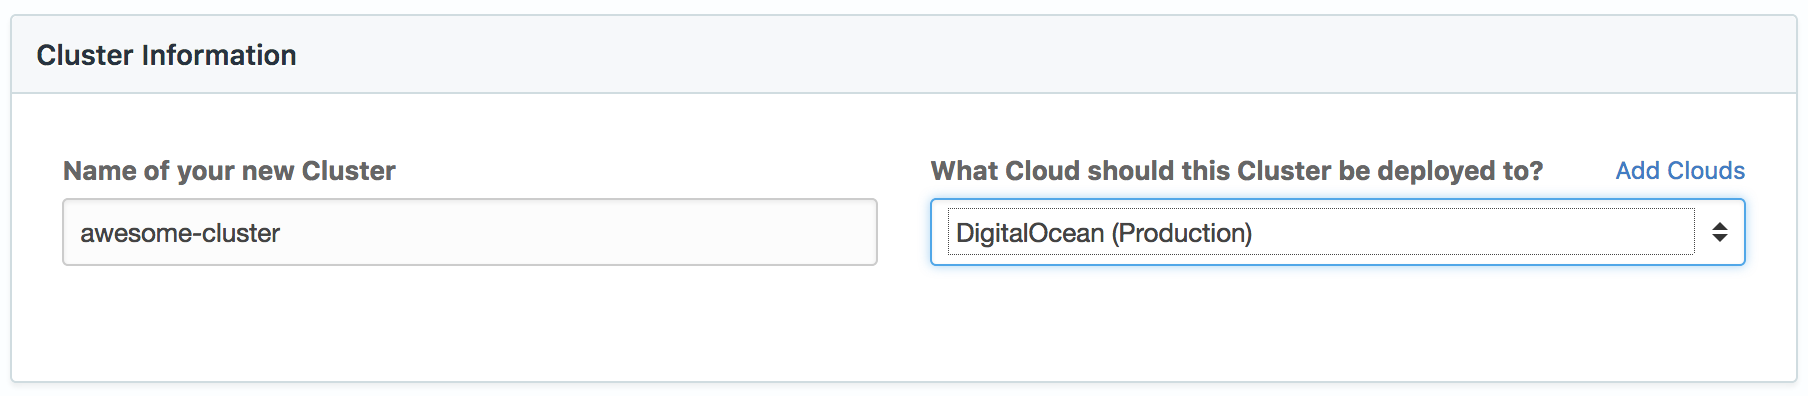 Cluster Information
Name of your new Cluster
awesome-cluster
What Cloud should this Cluster be deployed to? Add Clouds
DigitalOcean (Production)